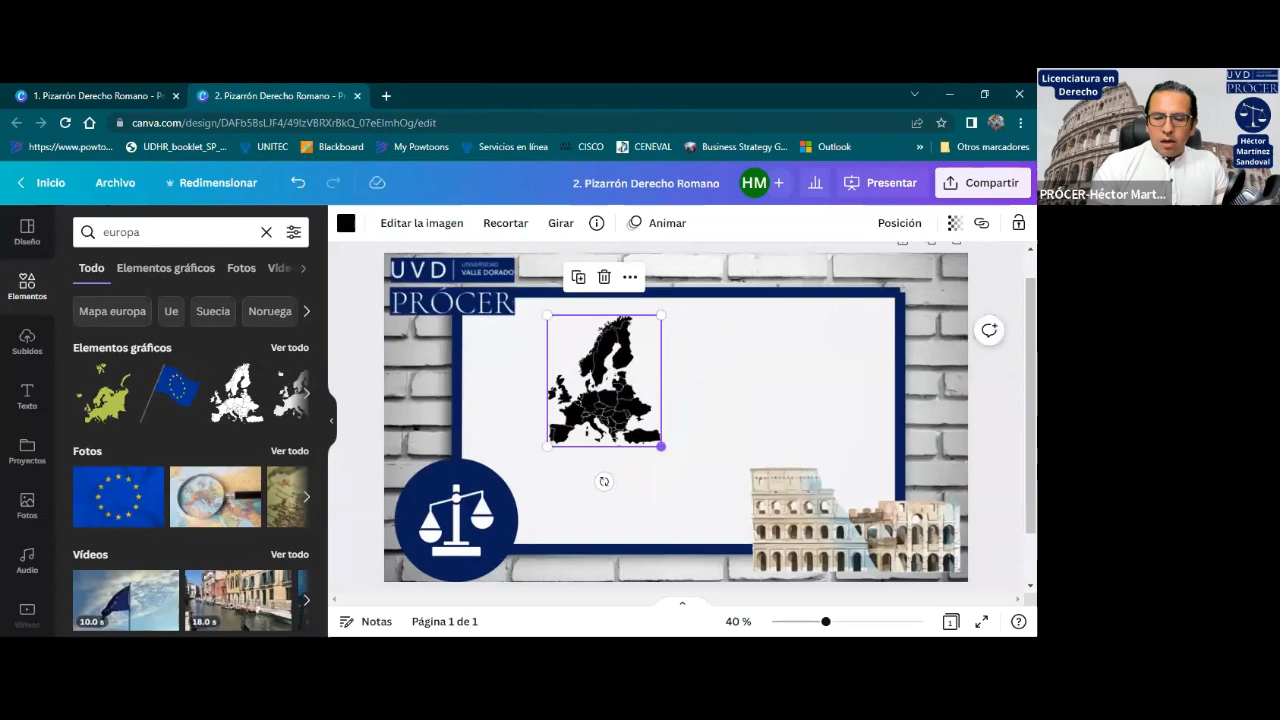 1. Pizarrón Derecho Romano - P
2. Pizarrón Derecho Romano - P
canva.com/design/DAFb5BsLJF4/49IzVBRXrBkQ_07eEImhOg/edit
https://www.powto...
UDHR_booklet_SP_...
UNITEC
Blackboard
My Powtoons
Servicios en línea
CISCO
CENEVAL
Business Strategy G...
Outlook
»
Otros marcadores
Inicio
Archivo
Redimensionar
2. Pizarrón Derecho Romano
HM
+
Presentar
Compartir
europa
Editar la imagen
Recortar
Girar
Animar
Posición
Diseño
Elementos
Subidos
Texto
Proyectos
Fotos
Audio
Vídeos
Todo
Elementos gráficos
Fotos
Víde
Mapa europa
Ue
Suecia
Noruega
Elementos gráficos
Ver todo
Fotos
Ver todo
Vídeos
Ver todo
10.0 s
18.0 s
UVD
UNIVERSIDAD
VALLE DORADO
PRÓCER
Notas
Página 1 de 1
40 %
1
Licenciatura en
Derecho
UVD
PRÓCER
Héctor
Martínez
Sandoval
PRÓCER-Héctor Mart...